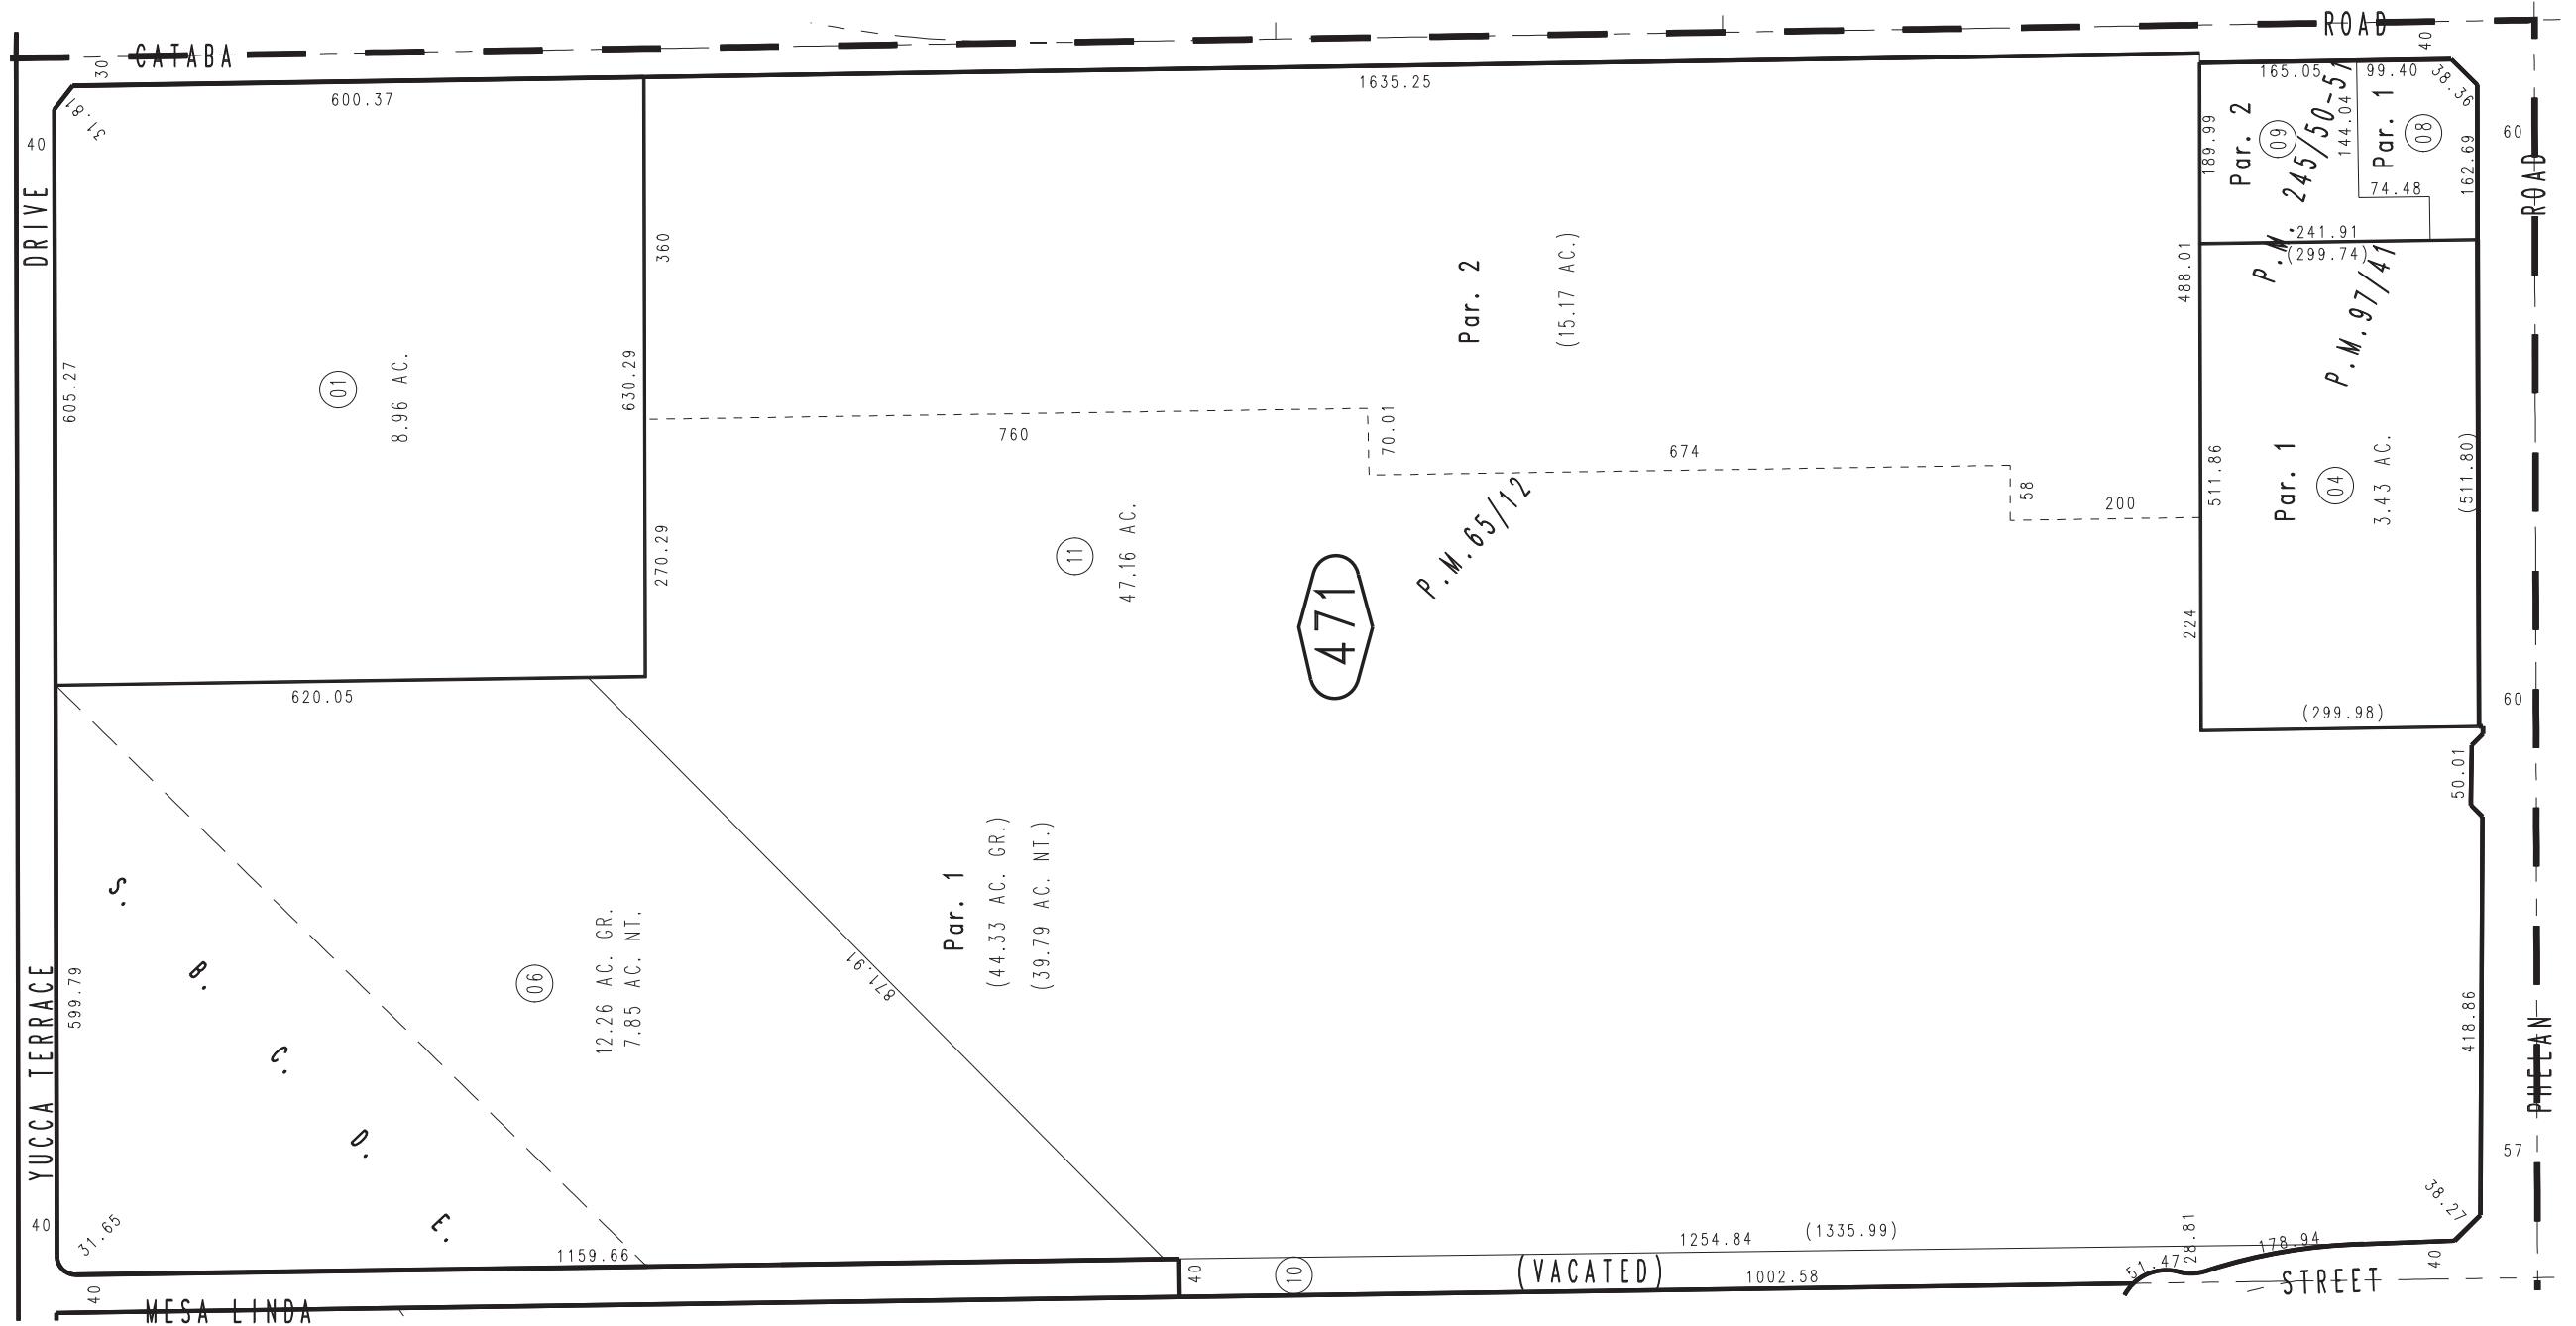 CATABA
ROAD
30
40
600.37
1635.25
165.05
99.40
38.36
31.81
40
DRIVE
605.27
01
8.96 AC.
360
630.29
270.29
620.05
Par. 2
(15.17 AC.)
760
70.01
674
58
200
11
47.16 AC.
471
P.M.65/12
189.99
Par. 2
09
P.M. 245/50-51
144.04
Par. 1
08
74.48
162.69
241.91
(299.74)
P.M.97/41
488.01
511.86
224
Par. 1
04
3.43 AC.
(511.80)
(299.98)
60
ROAD
60
50.01
418.86
PHELAN
57
38.27
YUCCA TERRACE
599.79
S. B. C. D. E.
06
12.26 AC. GR.
7.85 AC. NT.
871.91
Par. 1
(44.33 AC. GR.)
(39.79 AC. NT.)
40
31.65
1159.66
1254.84
(1335.99)
28.81
178.94
40
10
(VACATED)
1002.58
51.47
40
40
MESA LINDA
STREET